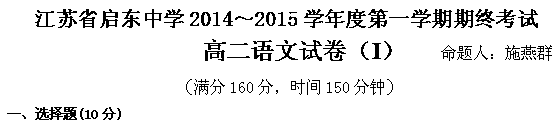 江苏省启东中学2014～2015学年度第一学期期终考试
高二语文试卷（I） 命题人：施燕群
（满分160分，时间150分钟）
一、选择题(10分)